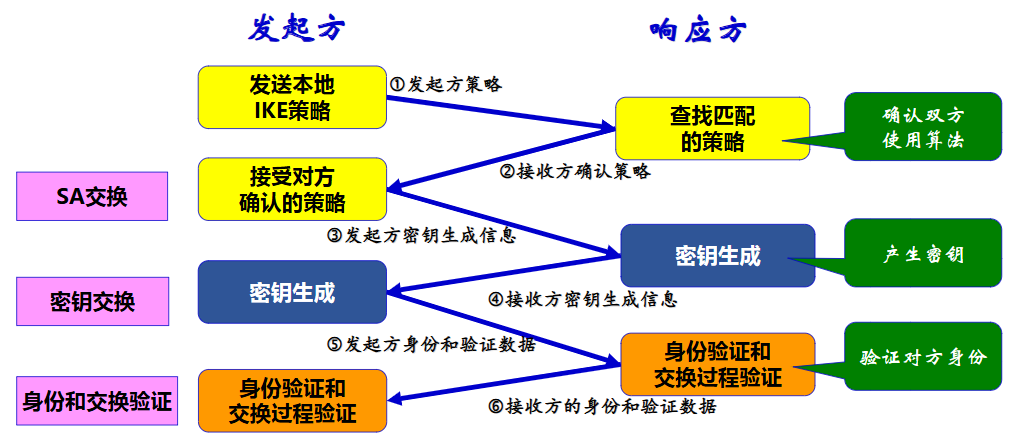 发起方
响应方
发送本地
IKE策略
①发起方策略
查找匹配
的策略
确认双方
使用算法
SA交换
接受对方
确认的策略
②接收方确认策略
③发起方密钥生成信息
密钥生成
产生密钥
密钥交换
密钥生成
④接收方密钥生成信息
⑤发起方身份和验证数据
身份验证和
交换过程验证
验证对方身份
身份和交换验证
身份验证和
交换过程验证
⑥接收方的身份和验证数据